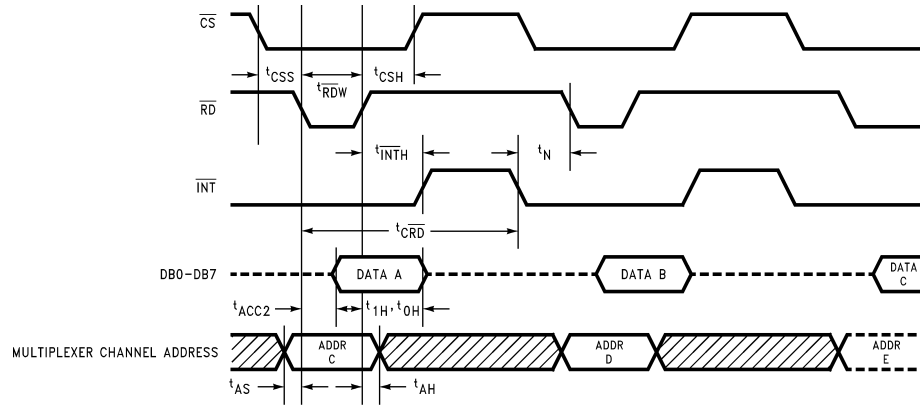 CS
tCSS
tRDW
tCSH
RD
tINTH
tN
INT
tCRD
DB0-DB7
DATA A
DATA B
DATA
C
tACC2
t1H, t0H
MULTIPLEXER CHANNEL ADDRESS
ADDR
C
ADDR
D
ADDR
E
tAS
tAH